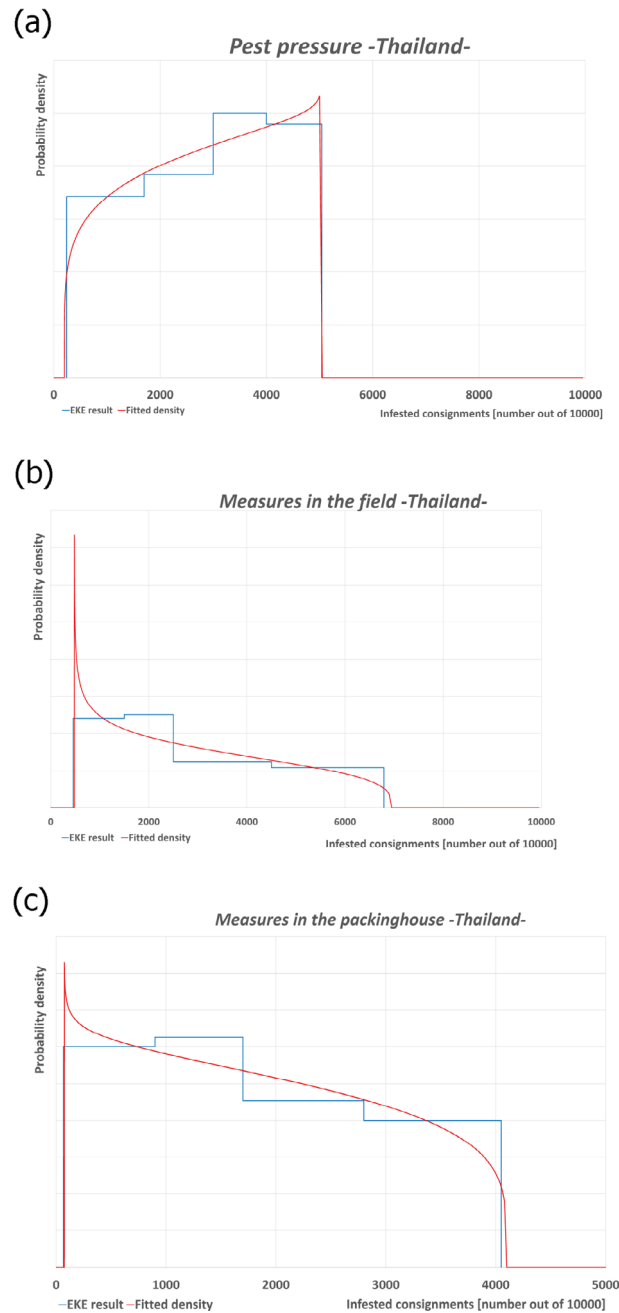 (a)
Pest pressure -Thailand-
Probability density
0 2000 4000 6000 8000 10000
EKE result Fitted density
Infested consignments [number out of 10000]
(b)
Measures in the field -Thailand-
Probability density
0 2000 4000 6000 8000 10000
EKE result Fitted density
Infested consignments [number out of 10000]
(c)
Measures in the packinghouse -Thailand-
Probability density
0 1000 2000 3000 4000 5000
EKE result Fitted density
Infested consignments [number out of 10000]